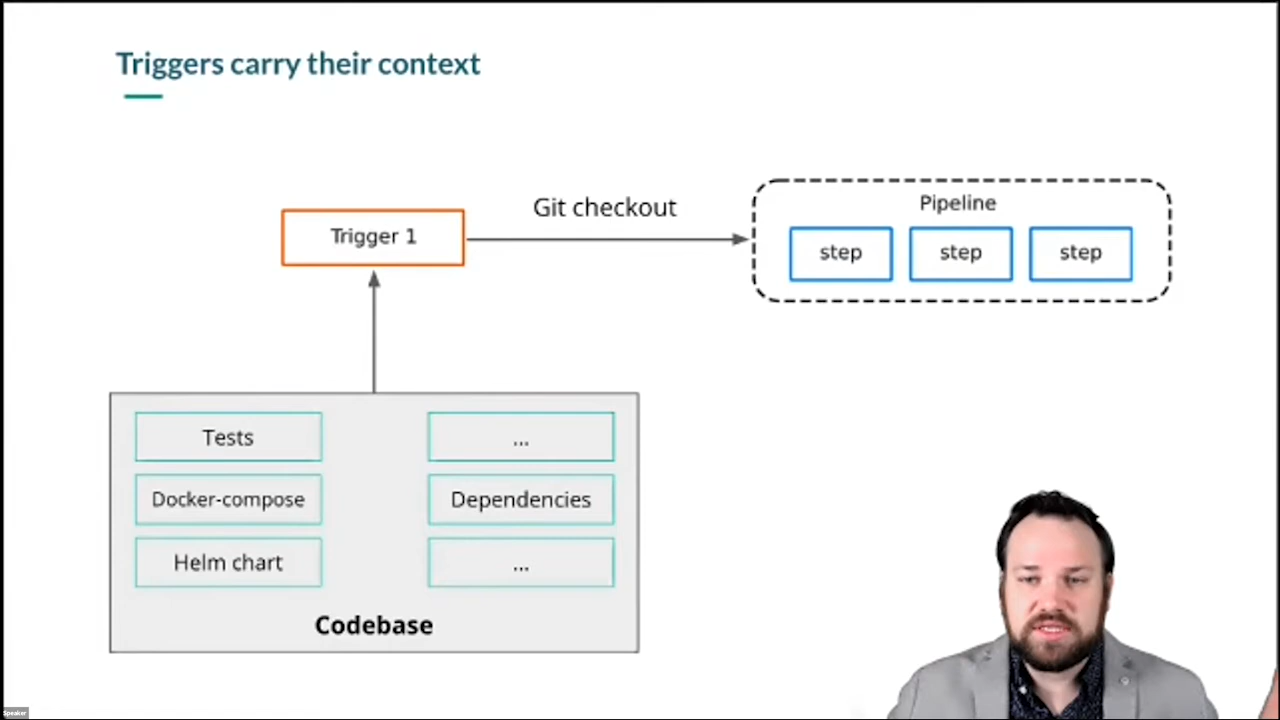 Triggers carry their context
Git checkout
Trigger 1
Pipeline
step
step
step
Tests
...
Docker-compose
Dependencies
Helm chart
...
Codebase
Speaker